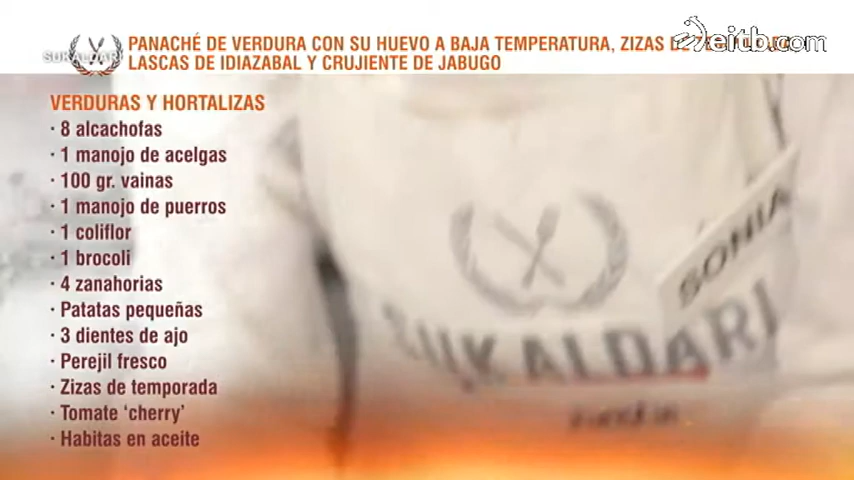 eitb.com
SUKALDARI
PANACHÉ DE VERDURA CON SU HUEVO A BAJA TEMPERATURA, ZIZAS DE
LASCAS DE IDIAZABAL Y CRUJIENTE DE JABUGO
VERDURAS Y HORTALIZAS
· 8 alcachofas
· 1 manojo de acelgas
· 100 gr. vainas
· 1 manojo de puerros
· 1 coliflor
· 1 brocoli
· 4 zanahorias
· Patatas pequeñas
· 3 dientes de ajo
· Perejil fresco
· Zizas de temporada
· Tomate ‘cherry’
· Habitas en aceite
SONIA
SUKALDARI